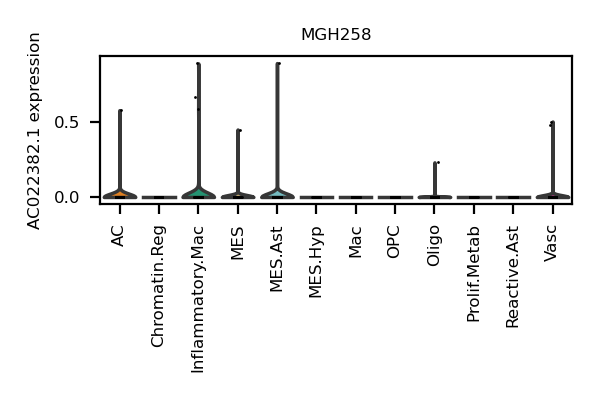 MGH258
AC022382.1 expression
0.5
0.0
AC
Chromatin.Reg
Inflammatory.Mac
MES
MES.Ast
MES.Hyp
Mac
OPC
Oligo
Prolif.Metab
Reactive.Ast
Vasc